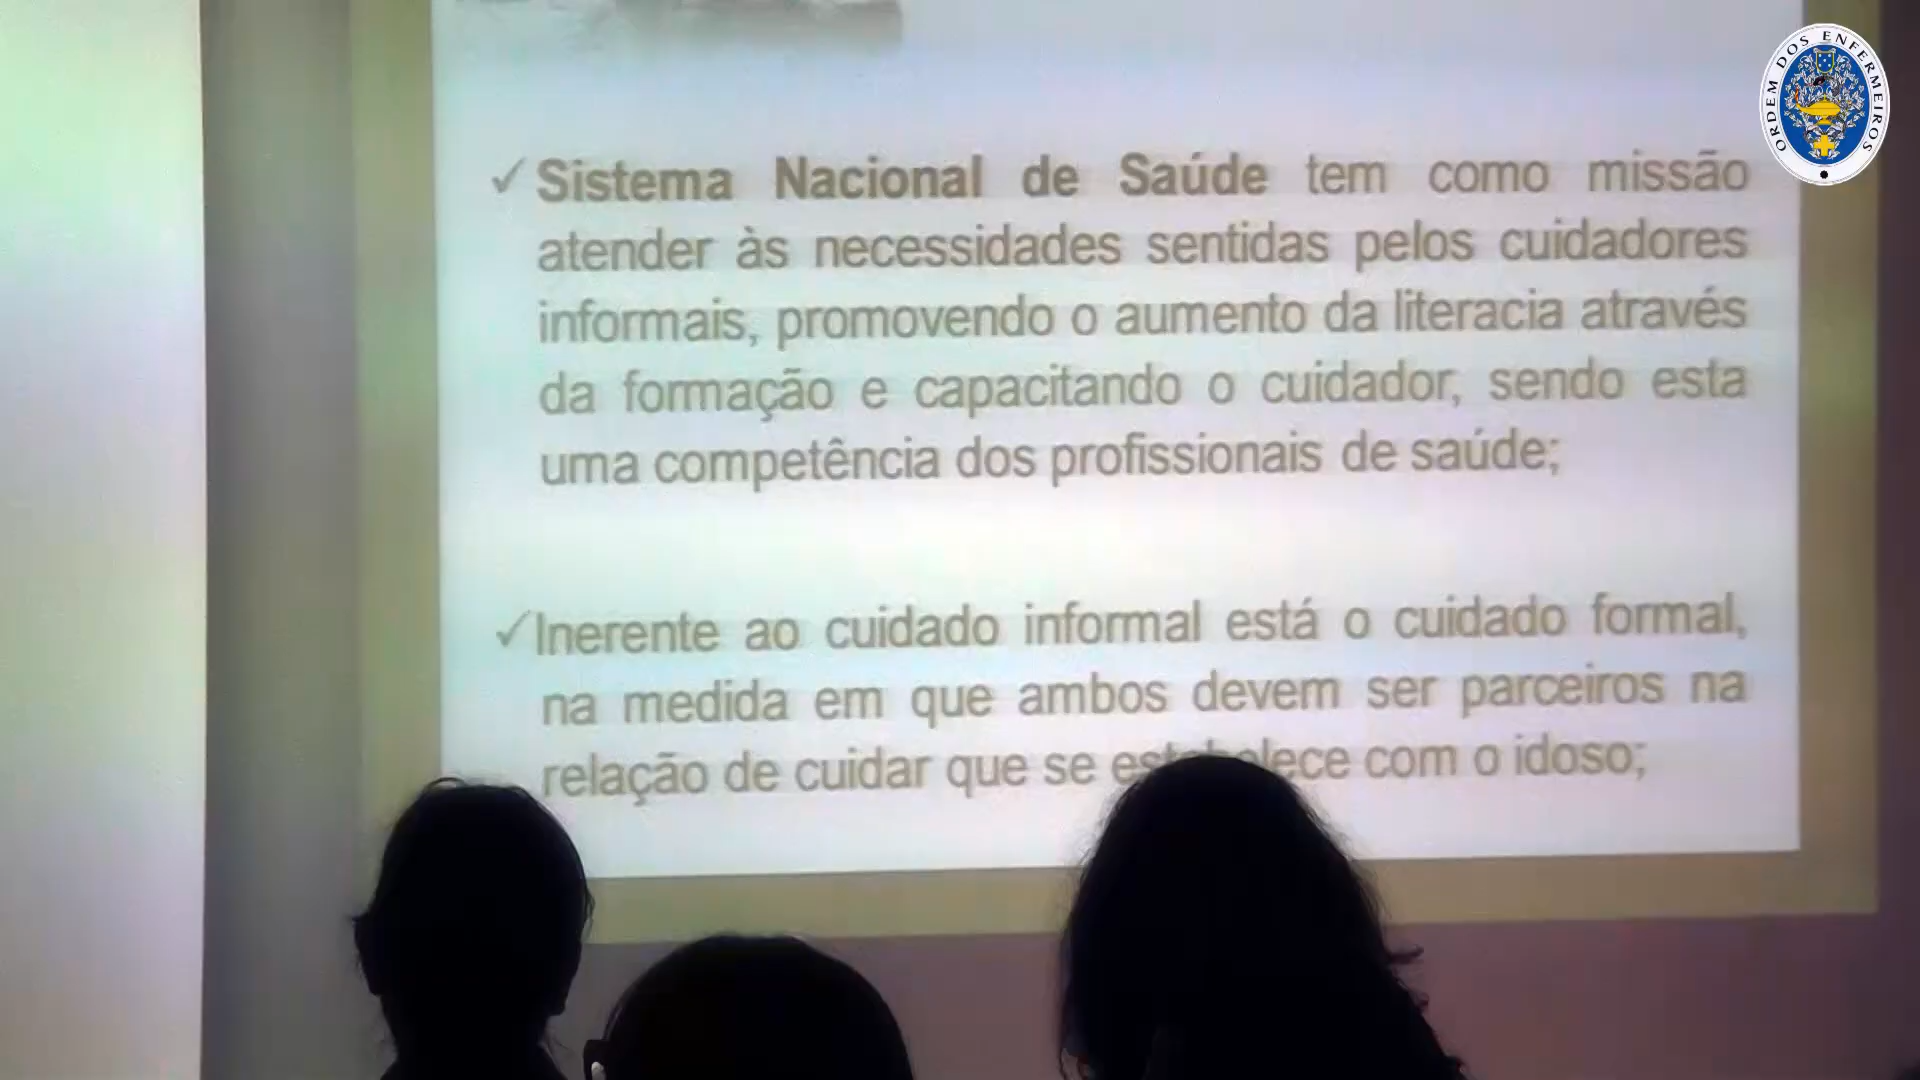 ORDEM DOS ENFERMEIROS
✓ Sistema Nacional de Saúde tem como missão
atender às necessidades sentidas pelos cuidadores
informais, promovendo o aumento da literacia através
da formação e capacitando o cuidador, sendo esta
uma competência dos profissionais de saúde;
✓ Inerente ao cuidado informal está o cuidado formal,
na medida em que ambos devem ser parceiros na
relação de cuidar que se estabelece com o idoso;